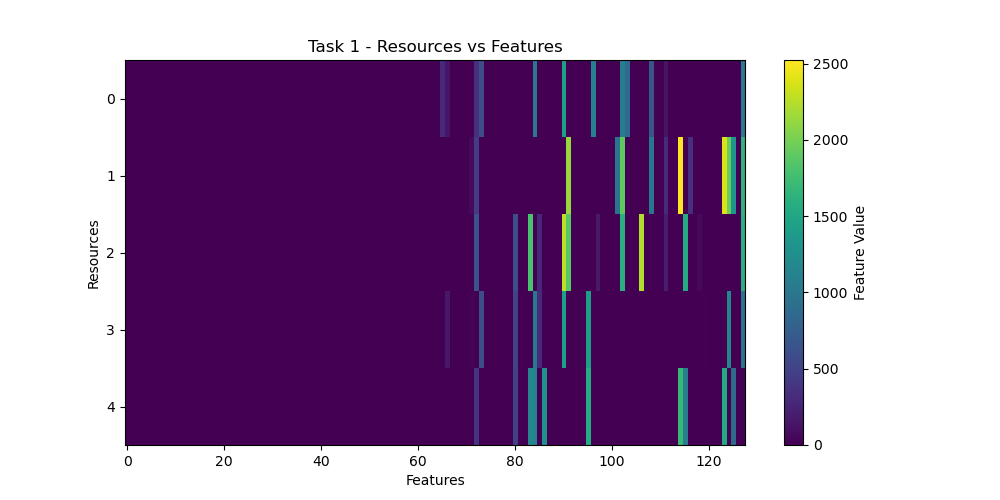 Task 1 - Resources vs Features
Resources
0
1
2
3
4
0 20 40 60 80 100 120
Features
2500
2000
1500
1000
500
0
Feature Value